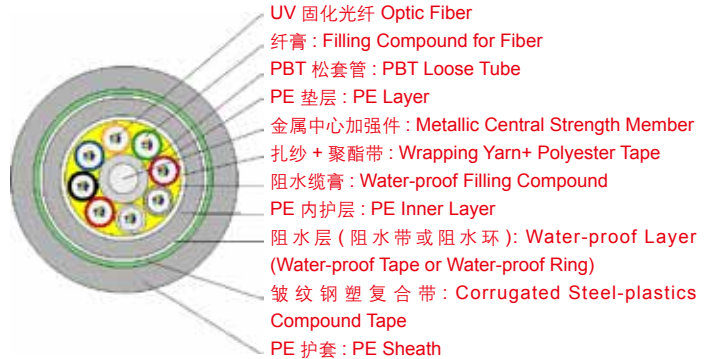 UV 固化光纤 Optic Fiber
纤膏 : Filling Compound for Fiber
PBT 松套管 : PBT Loose Tube
PE 垫层 : PE Layer
金属中心加强件 : Metallic Central Strength Member
扎纱 + 聚酯带 : Wrapping Yarn+ Polyester Tape
阻水缆膏 : Water-proof Filling Compound
PE 内护层 : PE Inner Layer
阻水层 ( 阻水带或阻水环 ): Water-proof Layer
(Water-proof Tape or Water-proof Ring)
皱纹钢塑复合带 : Corrugated Steel-plastics
Compound Tape
PE 护套 : PE Sheath